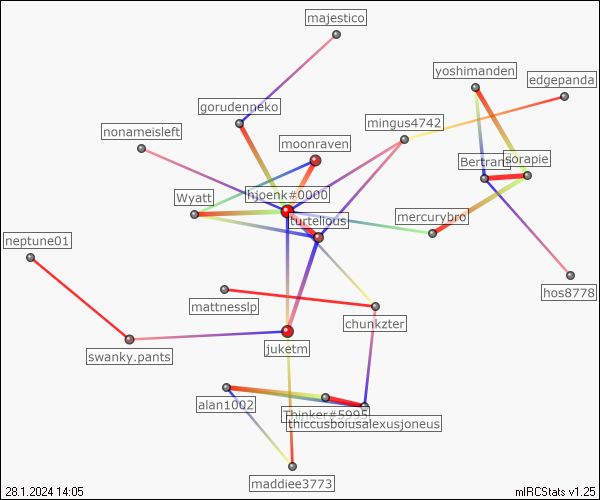 majestico
yoshimanden
edgepanda
gorudenneko
mingus4742
nonameisleft
moonraven
Bertrant
sorapie
Wyatt
hjoenk#0000
turtelious
mercurybro
neptune01
hos8778
mattnesslp
chunkzter
juketm
swanky.pants
alan1002
Thinker#5995
thiccusboiusalexusjoneus
maddiee3773
28.1.2024 14:05
mIRCStats v1.25